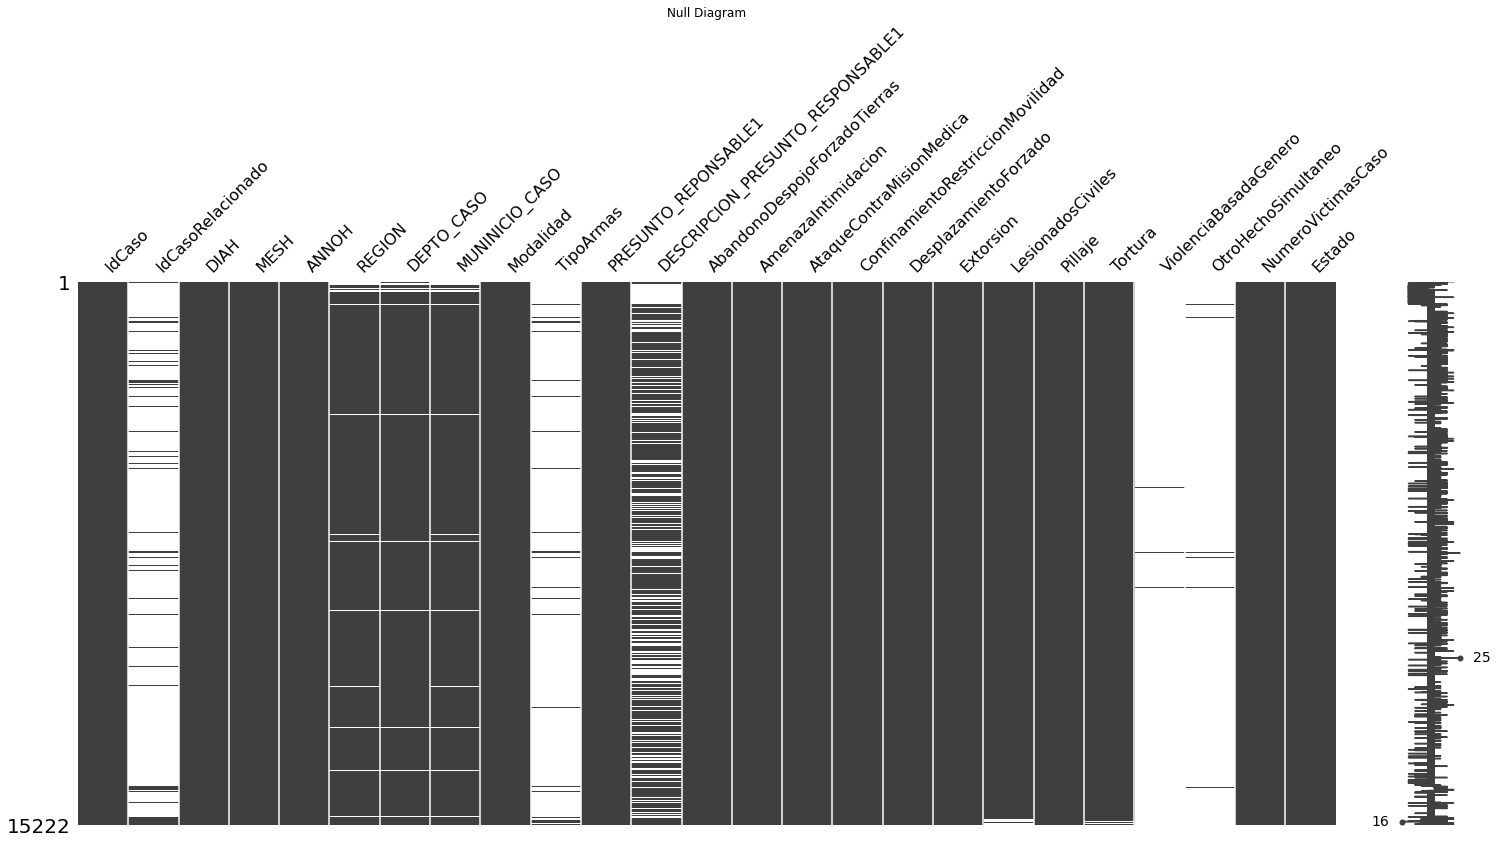 Null Diagram
IdCaso
IdCasoRelacionado
DIAH
MESH
ANNOH
REGION
DEPTO_CASO
MUNINICIO_CASO
Modalidad
TipoArmas
PRESUNTO_REPONSABLE1
DESCRIPCION_PRESUNTO_RESPONSABLE1
AbandonoDespojoForzadoTierras
AmenazaIntimidacion
AtaqueContraMisionMedica
ConfinamientoRestriccionMovilidad
DesplazamientoForzado
Extorsion
LesionadosCiviles
Pillaje
Tortura
ViolenciaBasadaGenero
OtroHechoSimultaneo
NumeroVictimasCaso
Estado
1
25
15222
16